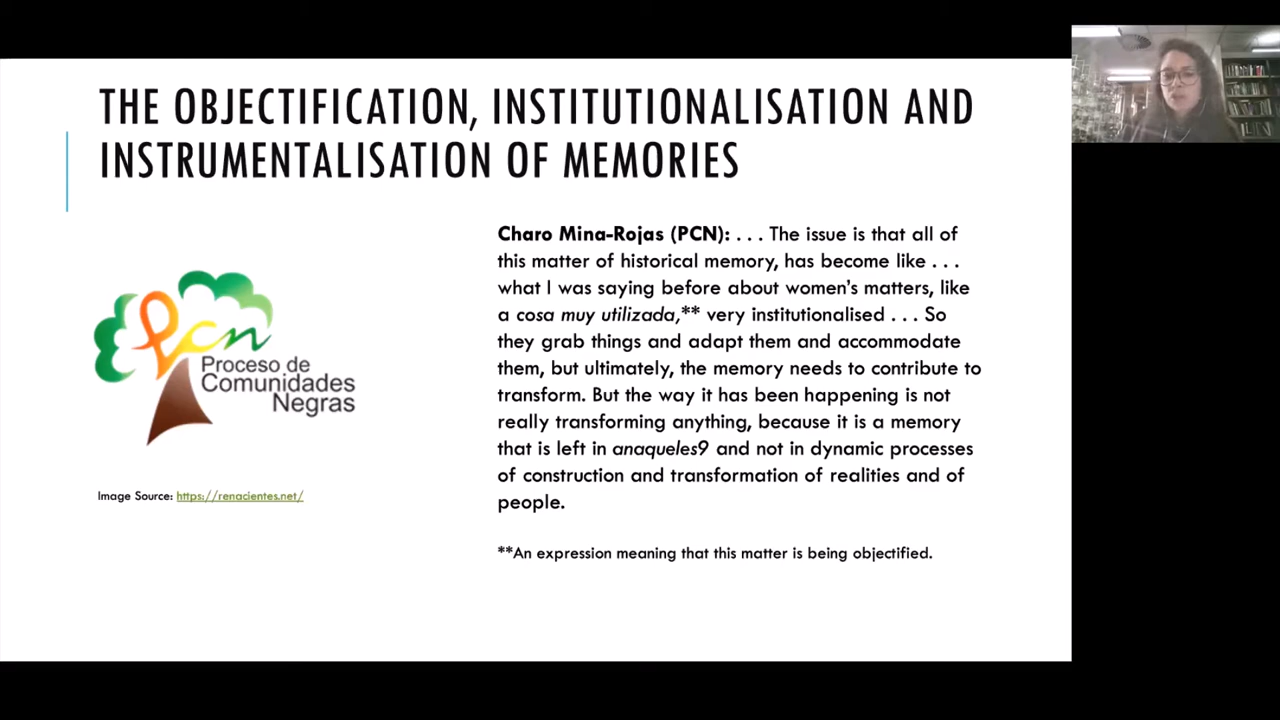 THE OBJECTIFICATION, INSTITUTIONALISATION AND
INSTRUMENTALISATION OF MEMORIES
pcn
Proceso de
Comunidades
Negras
Image Source: https://renacientes.net/
Charo Mina-Rojas (PCN): . . . The issue is that all of
this matter of historical memory, has become like . . .
what I was saying before about women’s matters, like
a cosa muy utilizada,** very institutionalised . . . So
they grab things and adapt them and accommodate
them, but ultimately, the memory needs to contribute to
transform. But the way it has been happening is not
really transforming anything, because it is a memory
that is left in anaqueles9 and not in dynamic processes
of construction and transformation of realities and of
people.
**An expression meaning that this matter is being objectified.